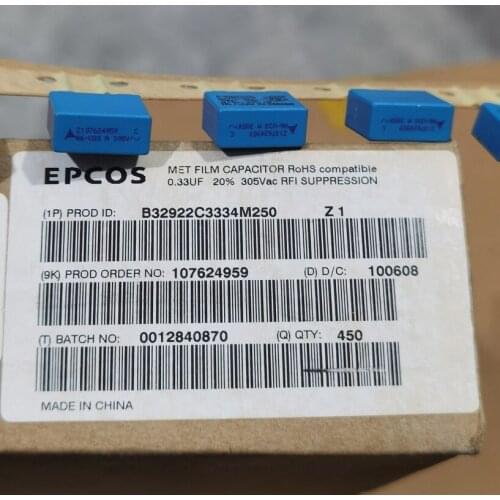 Z107624959 C
EPCOS
MET FILM CAPACITOR RoHS compatible
0.33UF 20% 305Vac RFI SUPPRESSION
(1P) PROD ID: B32922C3334M250 Z 1
(9K) PROD ORDER NO: 107624959 (D) D/C: 100608
(T) BATCH NO: 0012840870 (Q) QTY: 450
MADE IN CHINA